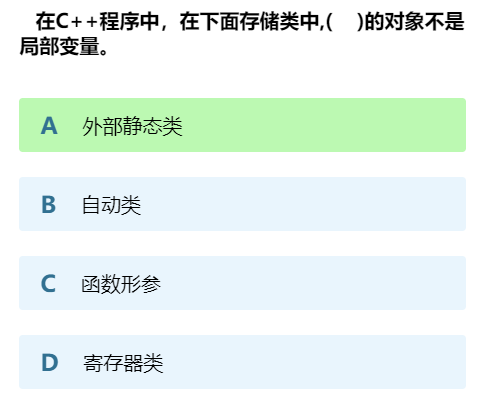 在C++程序中，在下面存储类中,(    )的对象不是
局部变量。
A 外部静态类
B 自动类
C 函数形参
D 寄存器类